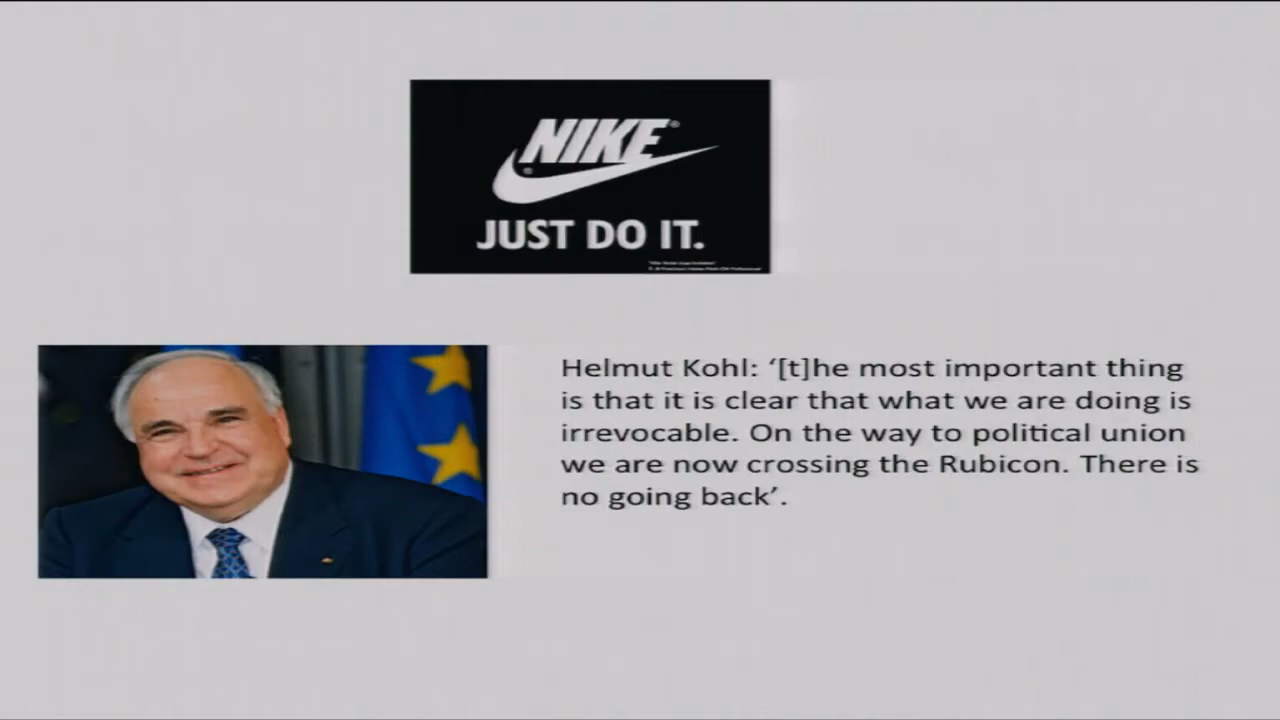 NIKE®
JUST DO IT.
Helmut Kohl: ‘[t]he most important thing
is that it is clear that what we are doing is
irrevocable. On the way to political union
we are now crossing the Rubicon. There is
no going back’.